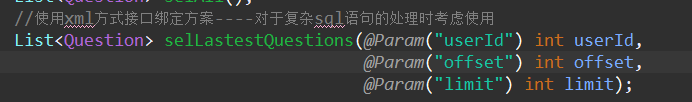 //使用xml方式接口绑定方案----对于复杂sql语句的处理时考虑使用
List<Question> selLastestQuestions(@Param("userId") int userId,
@Param("offset") int offset,
@Param("limit") int limit);